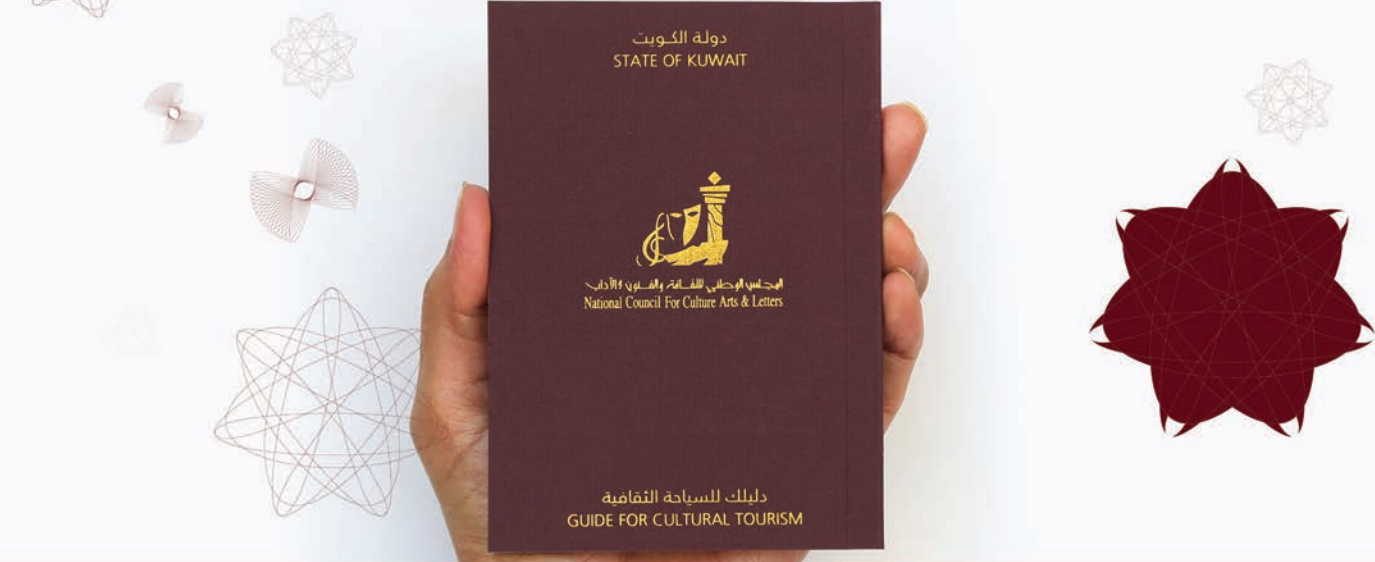 دولة الكويت
STATE OF KUWAIT
المجلس الوطني للثقافة والفنون والآداب
National Council For Culture Arts & Letters
دليلك للسياحة الثقافية
GUIDE FOR CULTURAL TOURISM